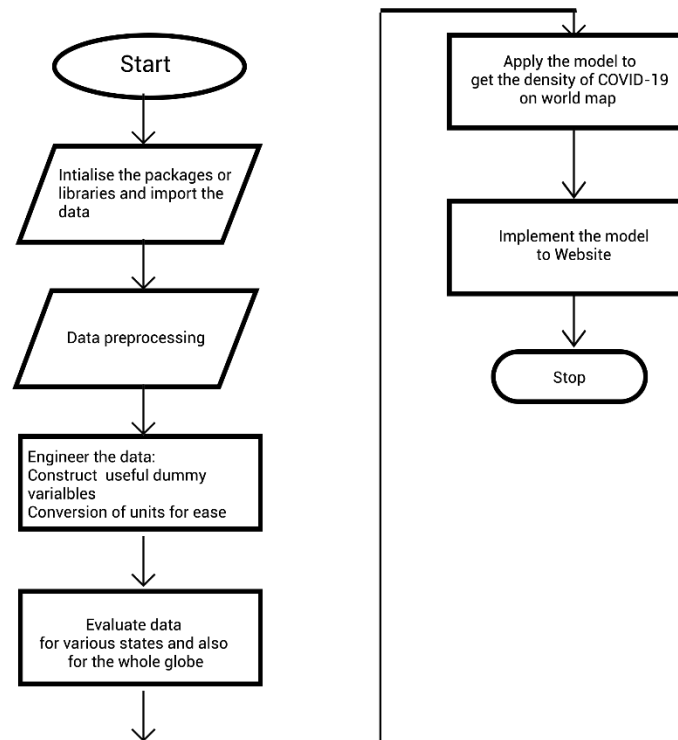 Start
Intialise the packages or
libraries and import the
data
Data preprocessing
Engineer the data:
Construct useful dummy
varialbles
Conversion of units for ease
Evaluate data
for various states and also
for the whole globe
Apply the model to
get the density of COVID-19
on world map
Implement the model
to Website
Stop